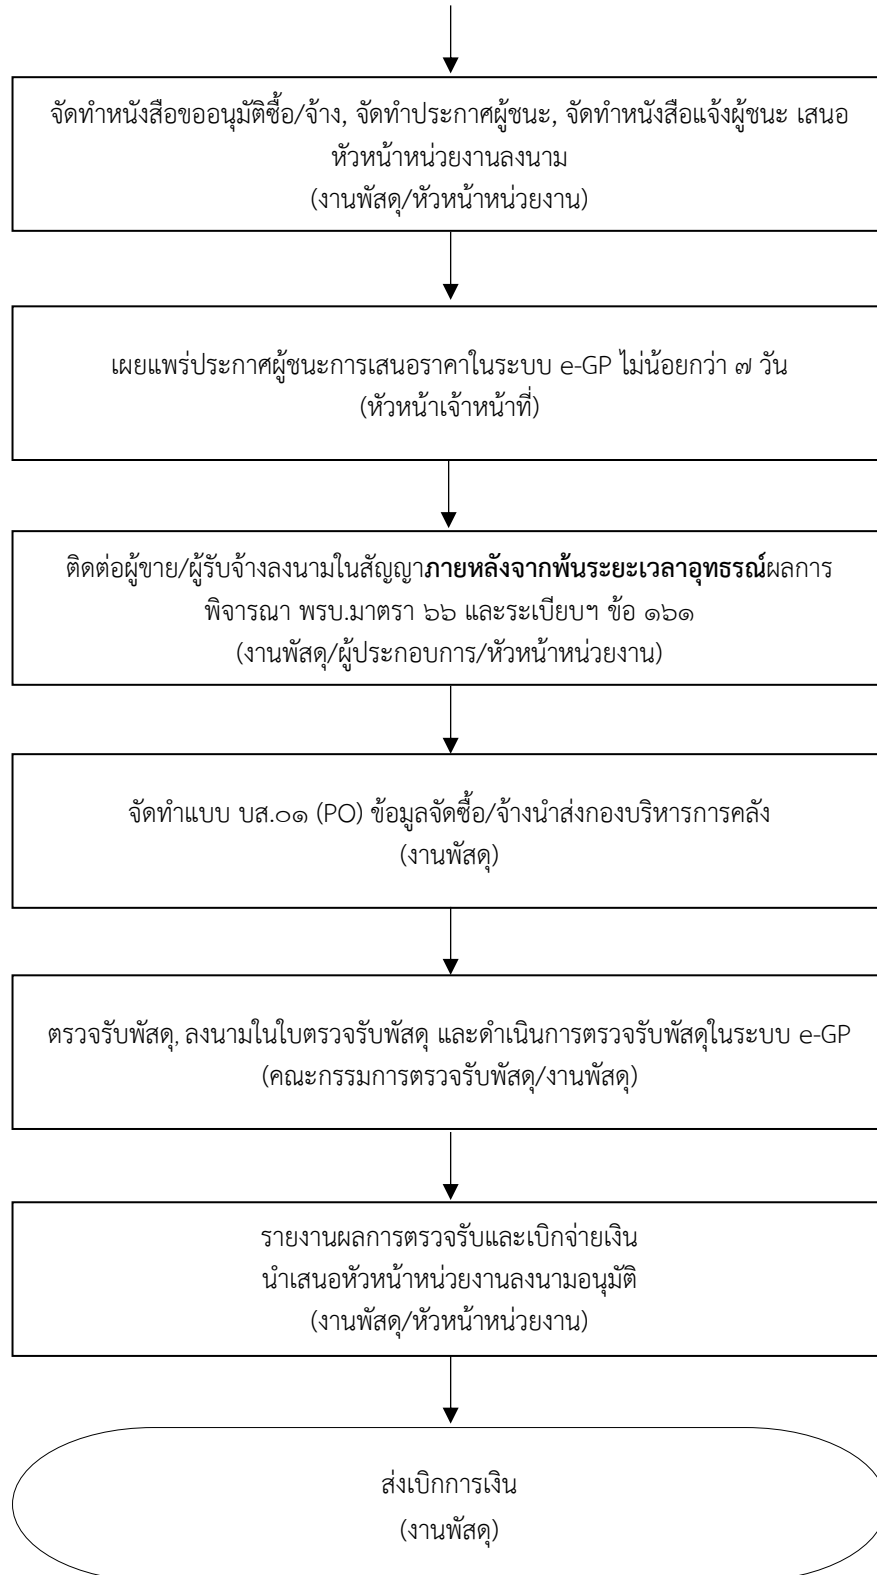 จัดทำหนังสือขออนุมัติซื้อ/จ้าง, จัดทำประกาศผู้ชนะ, จัดทำหนังสือแจ้งผู้ชนะ เสนอ
หัวหน้าหน่วยงานลงนาม
(งานพัสดุ/หัวหน้าหน่วยงาน)
เผยแพร่ประกาศผู้ชนะการเสนอราคาในระบบ e-GP ไม่น้อยกว่า ๗ วัน
(หัวหน้าเจ้าหน้าที่)
ติดต่อผู้ขาย/ผู้รับจ้างลงนามในสัญญาภายหลังจากพ้นระยะเวลาอุทธรณ์ผลการ
พิจารณา พรบ.มาตรา ๖๖ และระเบียบฯ ข้อ ๑๖๑
(งานพัสดุ/ผู้ประกอบการ/หัวหน้าหน่วยงาน)
จัดทำแบบ บส.๐๑ (PO) ข้อมูลจัดซื้อ/จ้างนำส่งกองบริหารการคลัง
(งานพัสดุ)
ตรวจรับพัสดุ, ลงนามในใบตรวจรับพัสดุ และดำเนินการตรวจรับพัสดุในระบบ e-GP
(คณะกรรมการตรวจรับพัสดุ/งานพัสดุ)
รายงานผลการตรวจรับและเบิกจ่ายเงิน
นำเสนอหัวหน้าหน่วยงานลงนามอนุมัติ
(งานพัสดุ/หัวหน้าหน่วยงาน)
ส่งเบิกการเงิน
(งานพัสดุ)